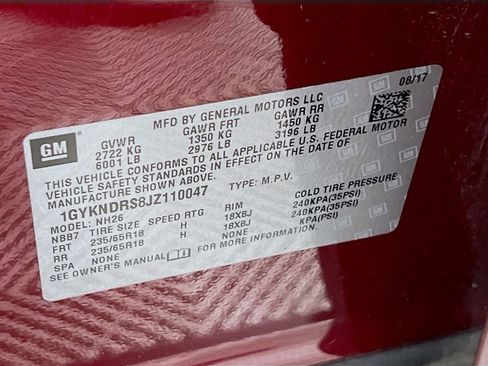 GM
MFD BY GENERAL MOTORS LLC
08/17
GVWR GAWR FRT GAWR RR
2722 KG 1350 KG 1450 KG
6001 LB 2976 LB 3196 LB
THIS VEHICLE CONFORMS TO ALL APPLICABLE U.S. FEDERAL MOTOR
VEHICLE SAFETY STANDARDS IN EFFECT ON THE DATE OF
MANUFACTURE SHOWN ABOVE.
1GYKNDRS8JZ110047 TYPE: M.P.V.
MODEL: NH26
NBB7 TIRE SIZE SPEED RTG RIM COLD TIRE PRESSURE
FRT 235/65R18 H 18X8J 240KPA(35PSI)
RR 235/65R18 H 18X8J 240KPA(35PSI)
SPA NONE NONE KPA(PSI)
SEE OWNER'S MANUAL FOR MORE INFORMATION.